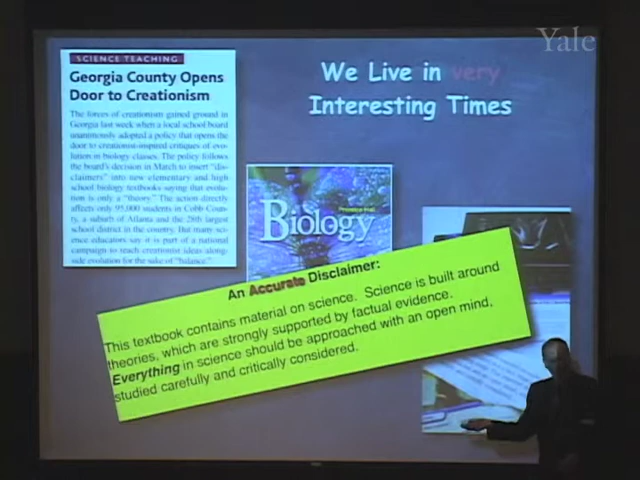 Yale
SCIENCE TEACHING
Georgia County Opens
Door to Creationism
The forces of creationism gained ground in
Georgia last week when a local school board
unanimously adopted a policy that opens the
door to creationist-inspired critiques of evo-
lution in biology classes. The policy follows
the board's decision in March to insert "dis-
claimers" into new elementary and high
school biology textbooks saying that evolu-
tion is only a "theory." The action directly
affects only 95,000 students in Cobb Coun-
ty, a suburb of Atlanta and the 28th largest
school district in the country. But many sci-
ence educators say it is part of a national
campaign to teach creationist ideas along-
side evolution for the sake of "balance."
We Live in very
Interesting Times
Prentice Hall
Biology
An Accurate Disclaimer:
This textbook contains material on science. Science is built around
theories, which are strongly supported by factual evidence.
Everything in science should be approached with an open mind,
studied carefully and critically considered.